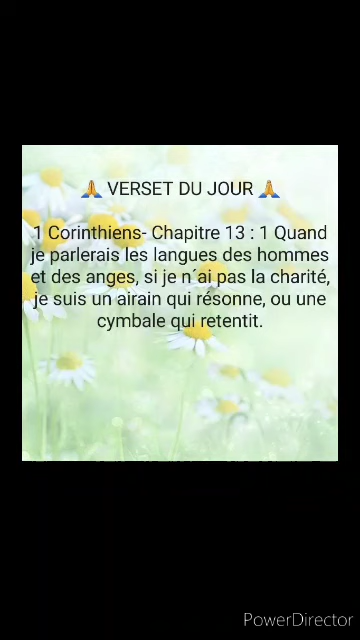 🙏 VERSET DU JOUR 🙏
1 Corinthiens- Chapitre 13 : 1 Quand
je parlerais les langues des hommes
et des anges, si je n´ai pas la charité,
je suis un airain qui résonne, ou une
cymbale qui retentit.
PowerDirector